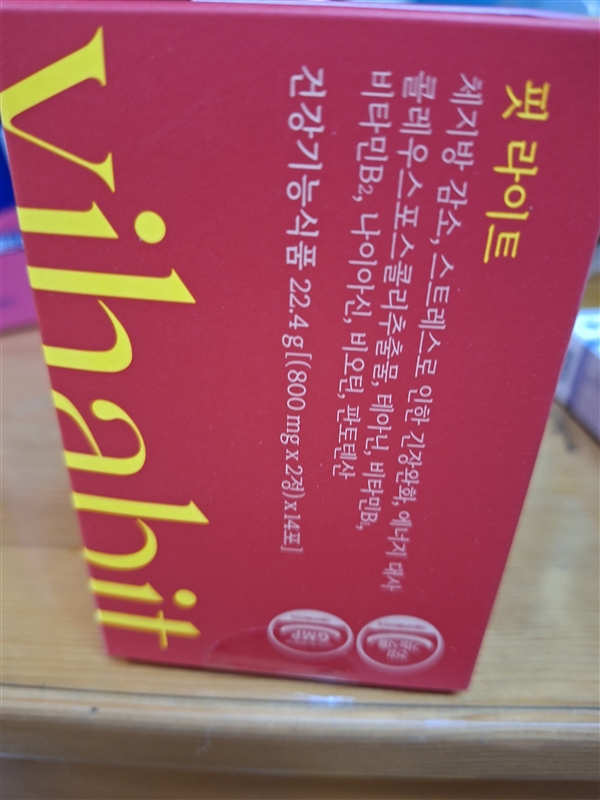 핏 라이트
체지방 감소, 스트레스로 인한 긴장완화, 에너지 대사
콜레우스포스콜리추출물, 테아닌, 비타민B₁,
비타민B₂, 나이아신, 비오틴, 판토텐산
건강기능식품 22.4 g [(800 mg x 2정) x 14포]
vihabit
GMP